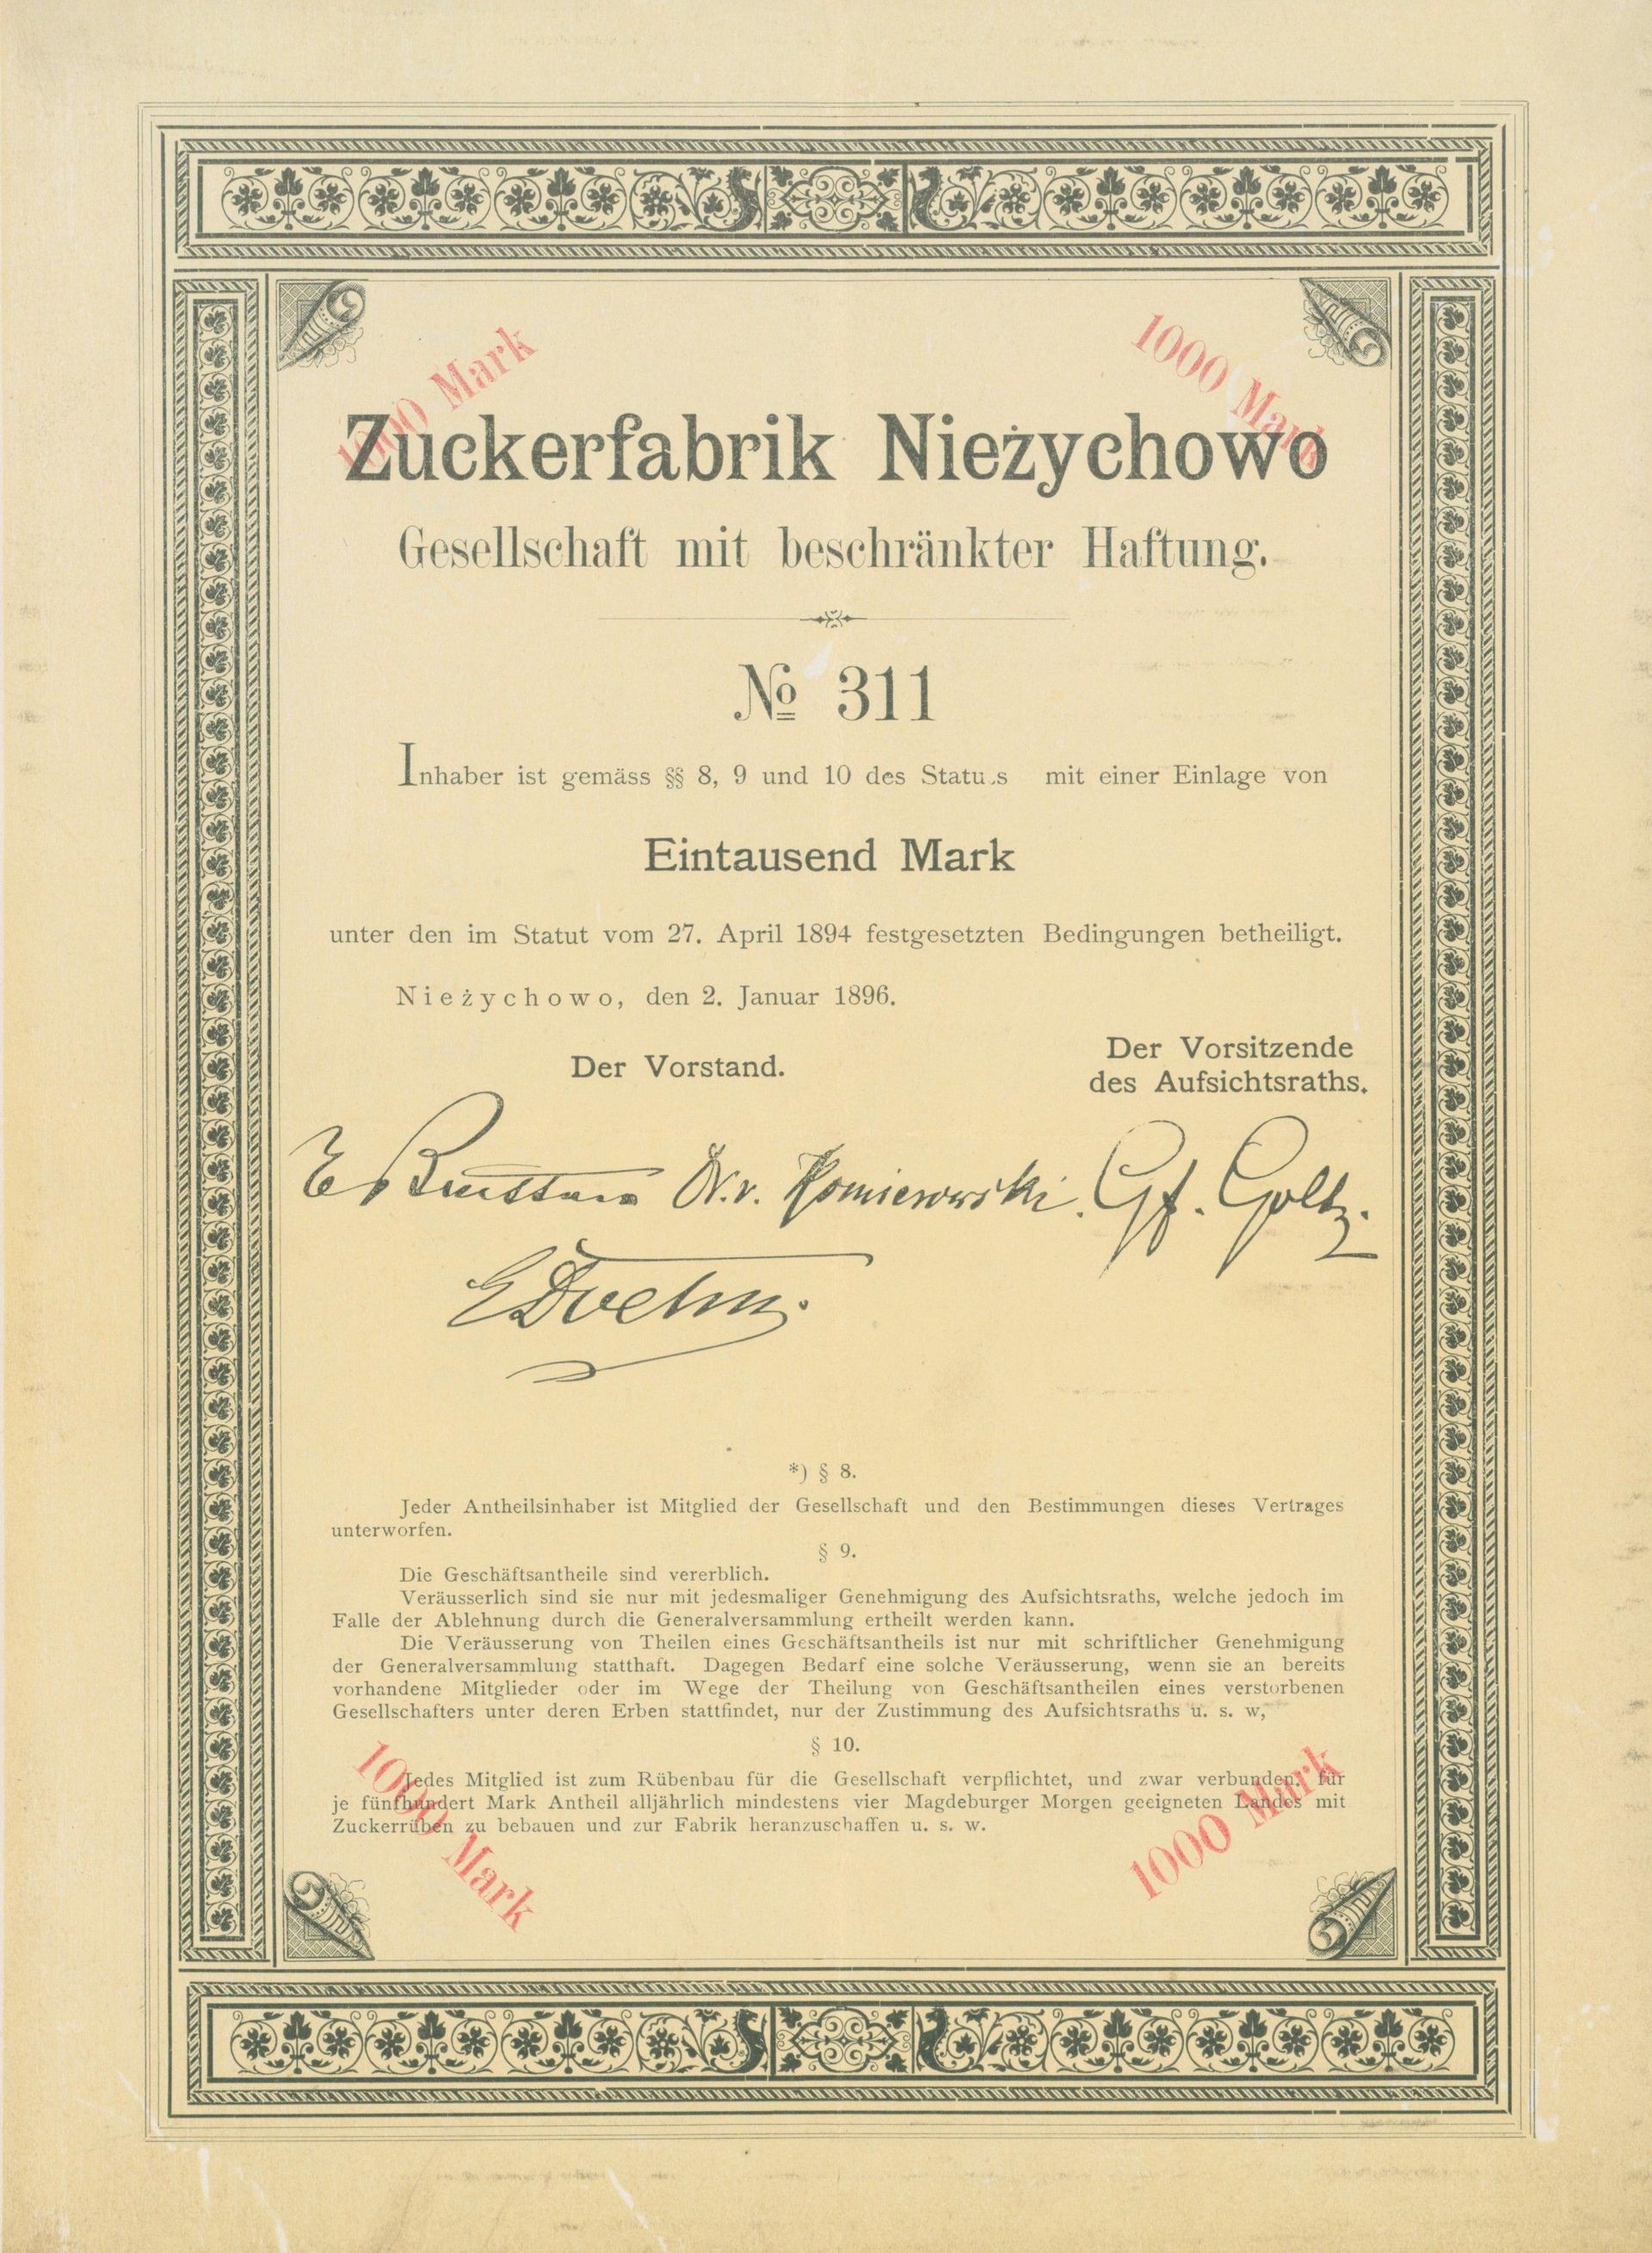 1000 Mark
1000 Mark
Zuckerfabrik Nieżychowo
Gesellschaft mit beschränkter Haftung.
№ 311
Inhaber ist gemäss §§ 8, 9 und 10 des Statu.s mit einer Einlage von
Eintausend Mark
unter den im Statut vom 27. April 1894 festgesetzten Bedingungen betheiligt.
Nieżychowo, den 2. Januar 1896.
Der Vorstand.
Der Vorsitzende
des Aufsichtsraths.
Gf. Goltz.
*) § 8.
Jeder Antheilsinhaber ist Mitglied der Gesellschaft und den Bestimmungen dieses Vertrages
unterworfen.
§ 9.
Die Geschäftsantheile sind vererblich.
Veräusserlich sind sie nur mit jedesmaliger Genehmigung des Aufsichtsraths, welche jedoch im
Falle der Ablehnung durch die Generalversammlung ertheilt werden kann.
Die Veräusserung von Theilen eines Geschäftsantheils ist nur mit schriftlicher Genehmigung
der Generalversammlung statthaft. Dagegen Bedarf eine solche Veräusserung, wenn sie an bereits
vorhandene Mitglieder oder im Wege der Theilung von Geschäftsantheilen eines verstorbenen
Gesellschafters unter deren Erben stattfindet, nur der Zustimmung des Aufsichtsraths u. s. w,
§ 10.
Jedes Mitglied ist zum Rübenbau für die Gesellschaft verpflichtet, und zwar verbunden, für
je fünfhundert Mark Antheil alljährlich mindestens vier Magdeburger Morgen geeigneten Landes mit
Zuckerrüben zu bebauen und zur Fabrik heranzuschaffen u. s. w.
1000 Mark
1000 Mark